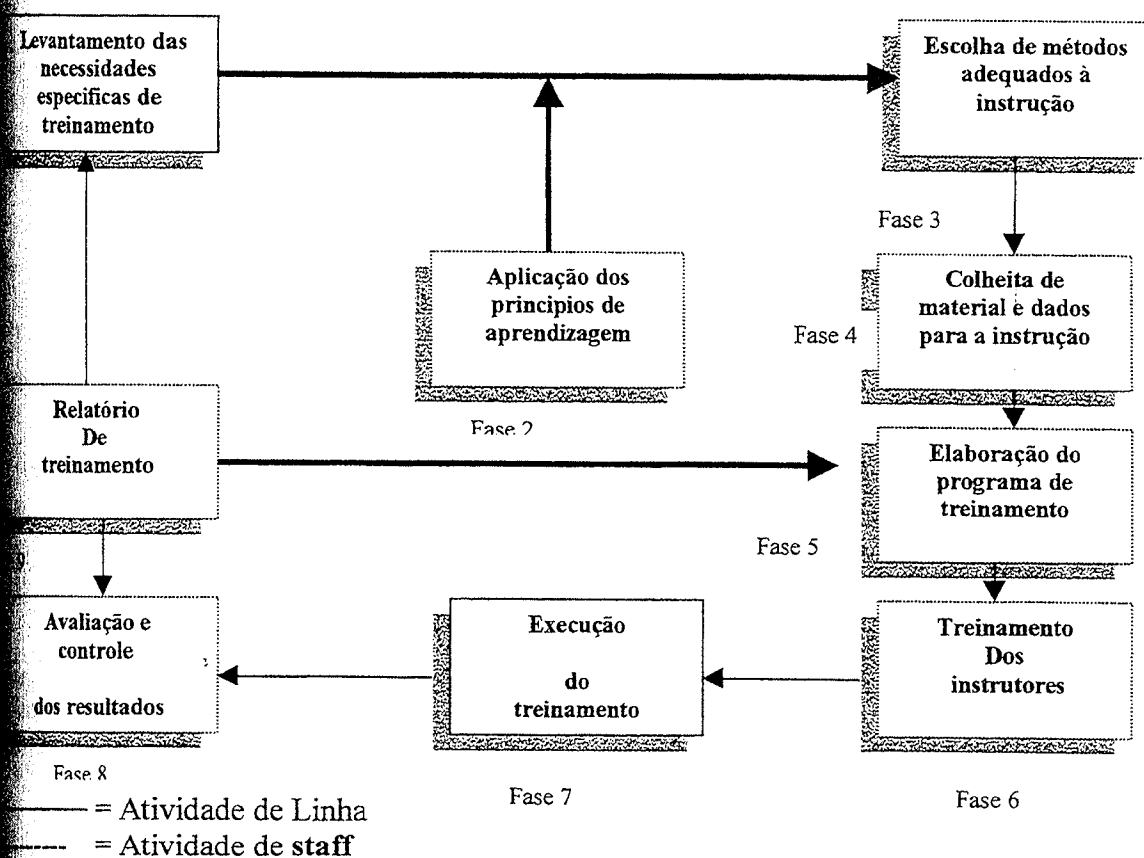 Levantamento das
necessidades
especificas de
treinamento
Escolha de métodos
adequados à
instrução
Fase 3
Aplicação dos
principios de
aprendizagem
Fase 2
Colheita de
material e dados
para a instrução
Fase 4
Relatório
De
treinamento
Elaboração do
programa de
treinamento
Fase 5
Avaliação e
controle
dos resultados
Fase 8
Execução
do
treinamento
Fase 7
Treinamento
Dos
instrutores
Fase 6
= Atividade de Linha
= Atividade de staff